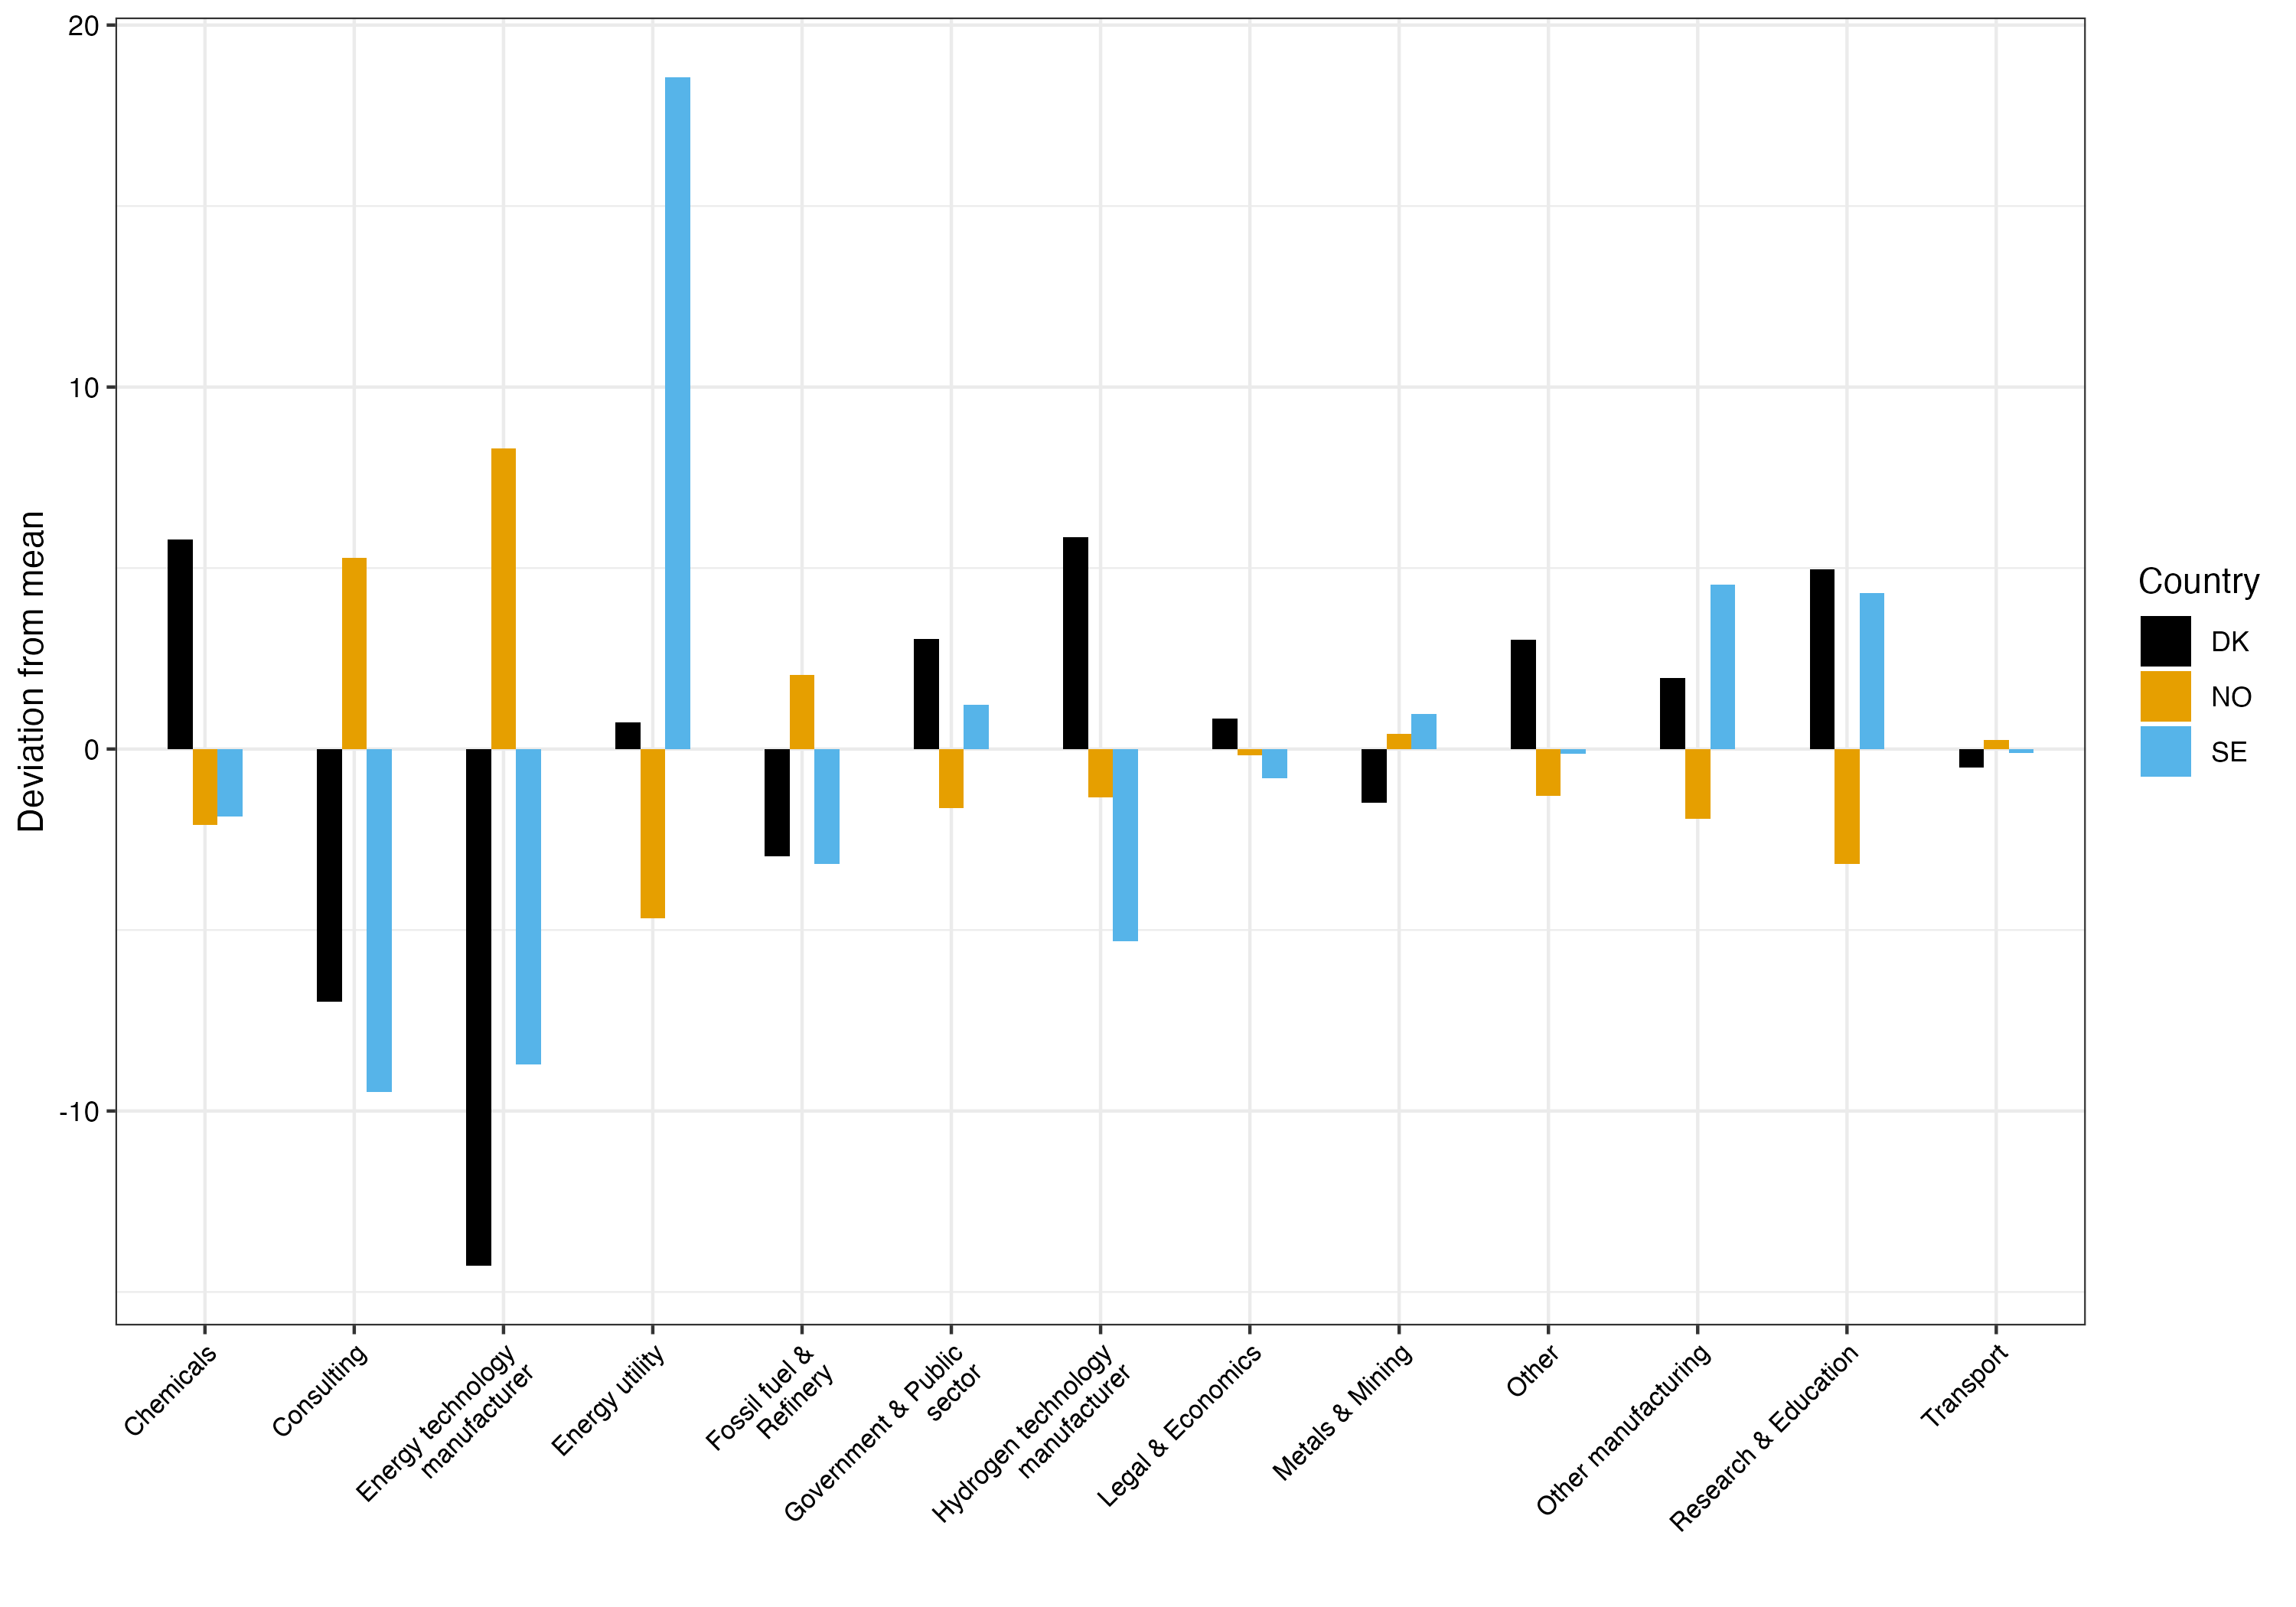 20
10
0
-10
Deviation from mean
Chemicals
Consulting
Energy technology
manufacturer
Energy utility
Fossil fuel &
Refinery
Government & Public
sector
Hydrogen technology
manufacturer
Legal & Economics
Metals & Mining
Other
Other manufacturing
Research & Education
Transport
Country
DK
NO
SE